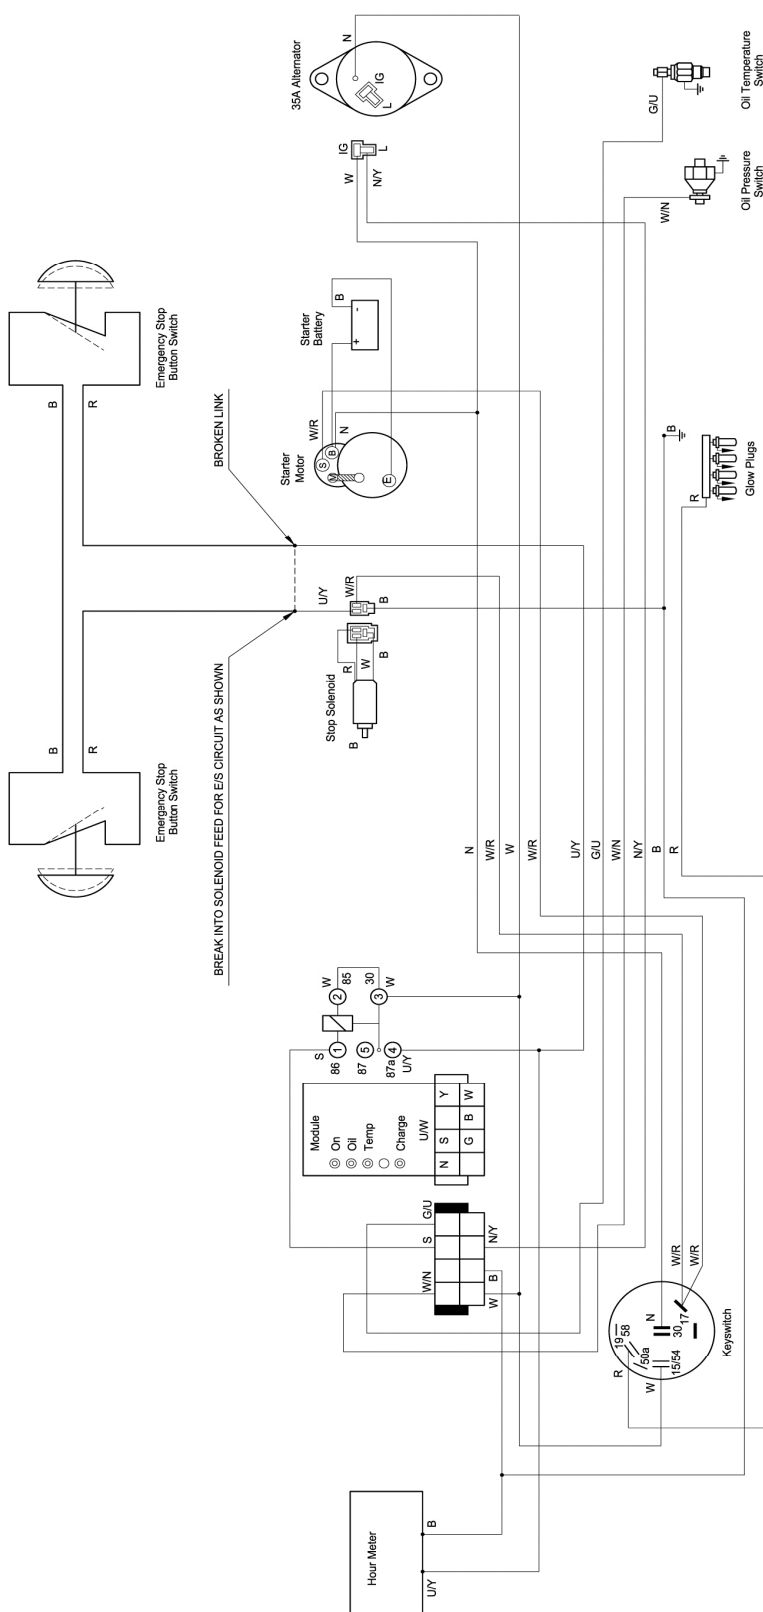 35A Alternator
N
IG
L
IG
L
W
N/Y
G/U
Oil Temperature
Switch
W/N
Oil Pressure
Switch
Emergency Stop
Button Switch
B
R
Starter
Battery
B
+
-
Starter
Motor
W/R
N
S
B
M
E
BROKEN LINK
B
R
Glow Plugs
U/Y
W/R
B
R
W
B
Stop Solenoid
B
Emergency Stop
Button Switch
B
R
BREAK INTO SOLENOID FEED FOR E/S CIRCUIT AS SHOWN
N
W/R
W
W/R
U/Y
G/U
W/N
N/Y
B
R
W
2
85
30
3
W
S
86
1
87
5
87a
4
U/Y
Module
On
Oil
Temp
Charge
U/W
N
S
Y
G
B
W
G/U
S
W/N
N/Y
B
W
W/R
W/R
Keyswitch
19
58
50a
N
30
17
15/54
R
W
Hour Meter
B
U/Y